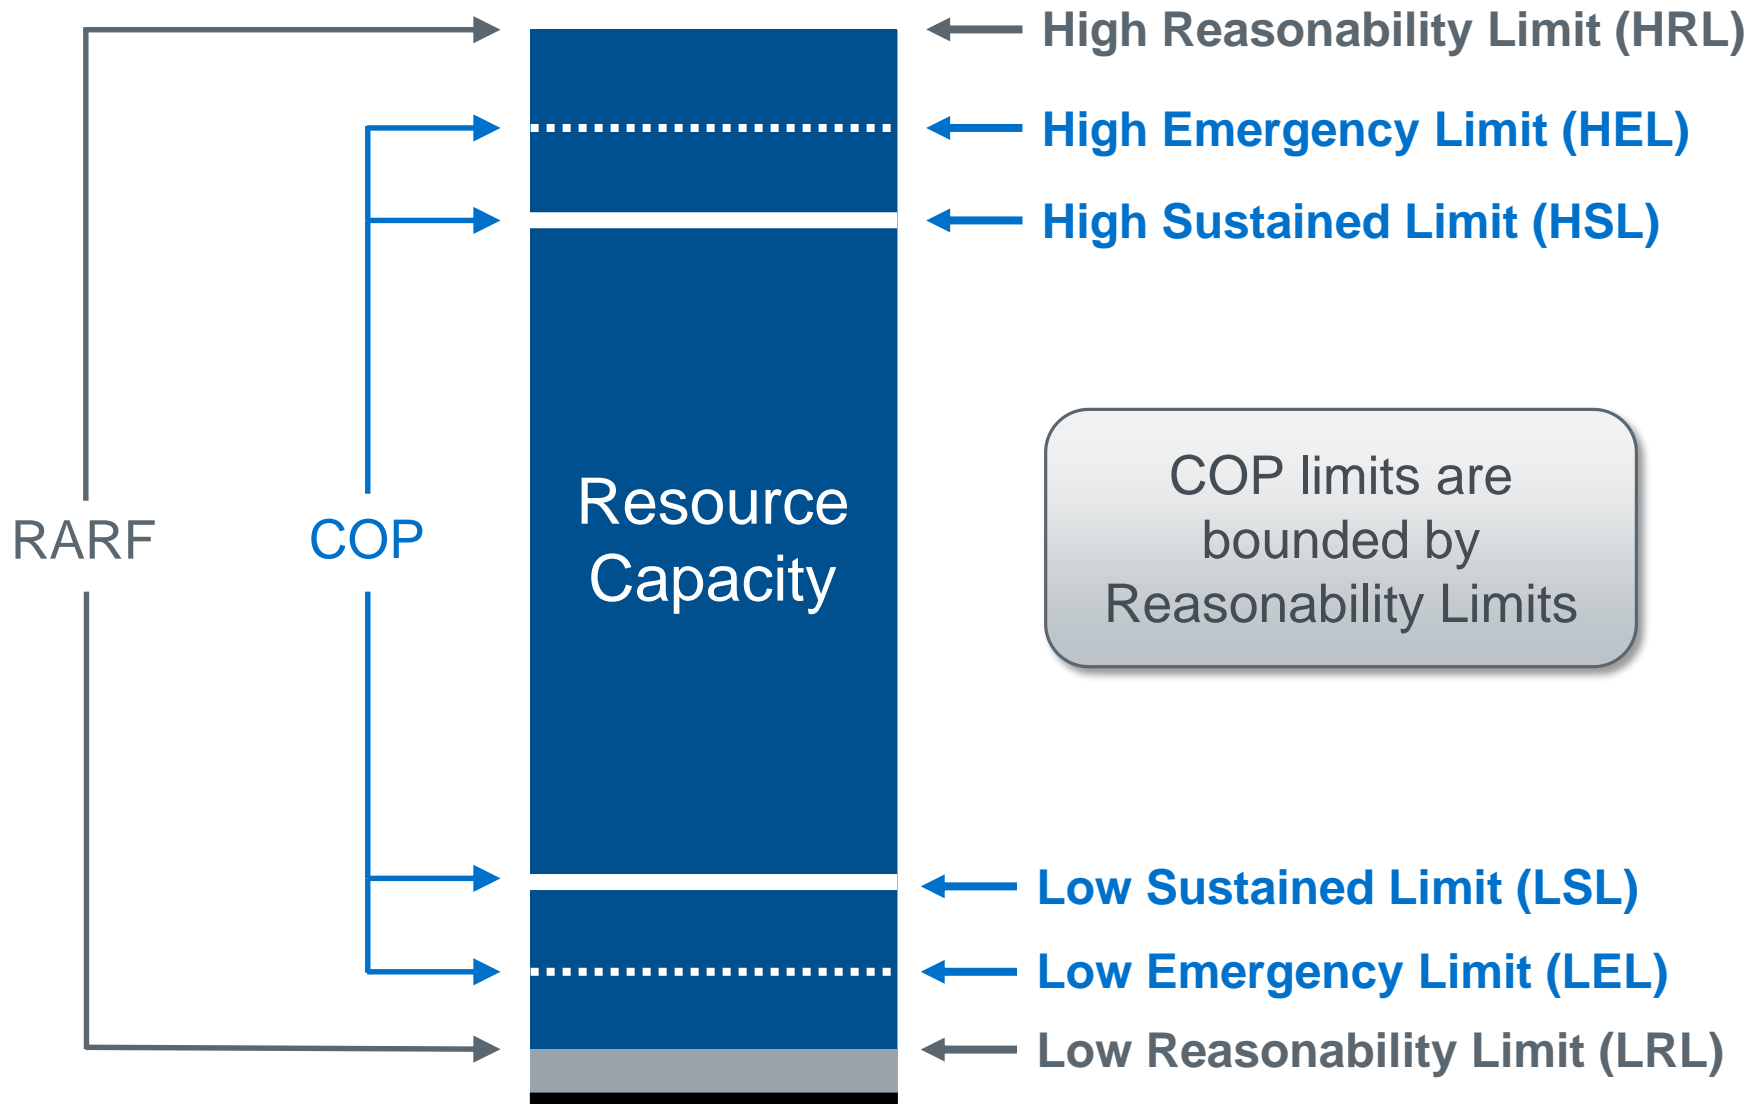 High Reasonability Limit (HRL)
High Emergency Limit (HEL)
High Sustained Limit (HSL)
RARF
COP
Resource
Capacity
COP limits are
bounded by
Reasonability Limits
Low Sustained Limit (LSL)
Low Emergency Limit (LEL)
Low Reasonability Limit (LRL)